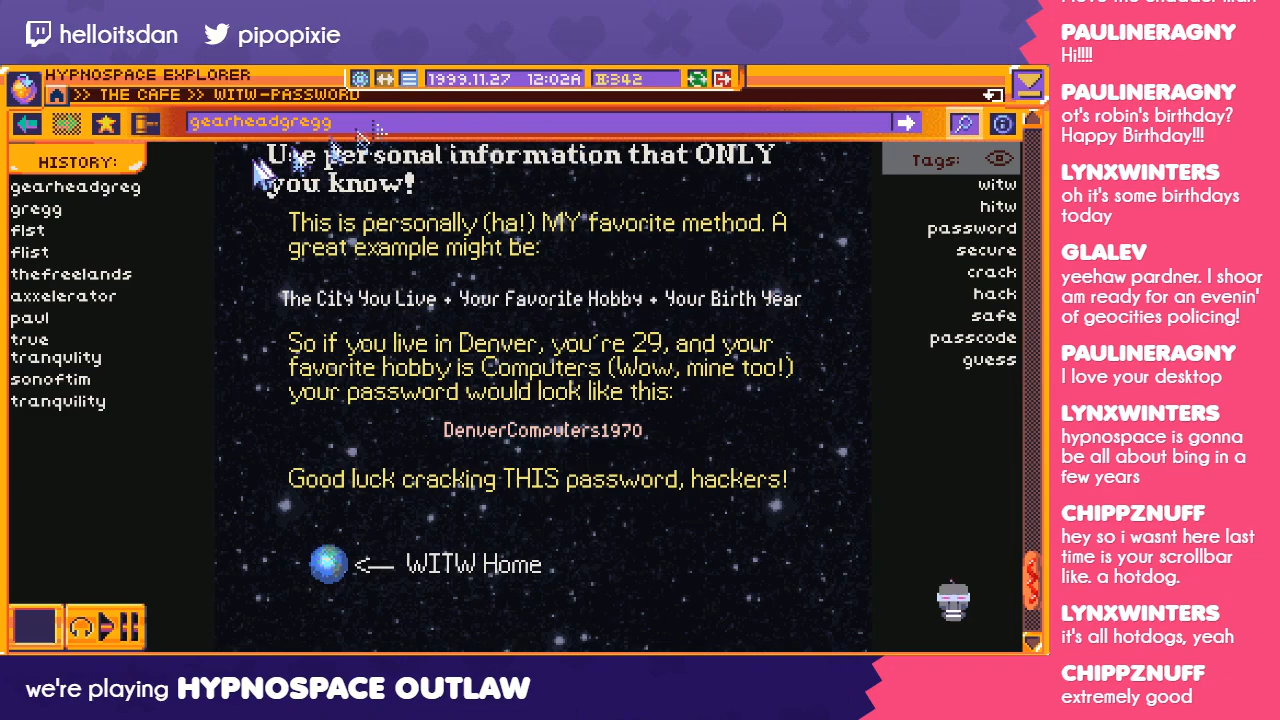 helloitsdan pipopixie
HYPNOSPACE EXPLORER
1999.11.27 12:02A
342
>> THE CAFE >> WITW-PASSWORD
gearheadgregg
HISTORY:
gearheadgreg
gregg
fist
flist
thefreelands
axxelerator
paul
true
tranqulity
sonoftim
tranquility
Use personal information that ONLY
you know!
This is personally (ha!) MY favorite method. A
great example might be:
The City You Live + Your Favorite Hobby + Your Birth Year
So if you live in Denver, you're 29, and your
favorite hobby is Computers (Wow, mine too!)
your password would look like this:
DenverComputers1970
Good luck cracking THIS password, hackers!
<— WITW Home
Tags:
witw
hitw
password
secure
crack
hack
safe
passcode
guess
PAULINERAGNY
Hi!!!!
PAULINERAGNY
ot's robin's birthday?
Happy Birthday!!!
LYNXWINTERS
oh it's some birthdays
today
GLALEV
yeehaw pardner. I shoor
am ready for an evenin'
of geocities policing!
PAULINERAGNY
I love your desktop
LYNXWINTERS
hypnospace is gonna
be all about bing in a
few years
CHIPPZNUFF
hey so i wasnt here last
time is your scrollbar
like. a hotdog.
LYNXWINTERS
it's all hotdogs, yeah
CHIPPZNUFF
extremely good
we're playing HYPNOSPACE OUTLAW